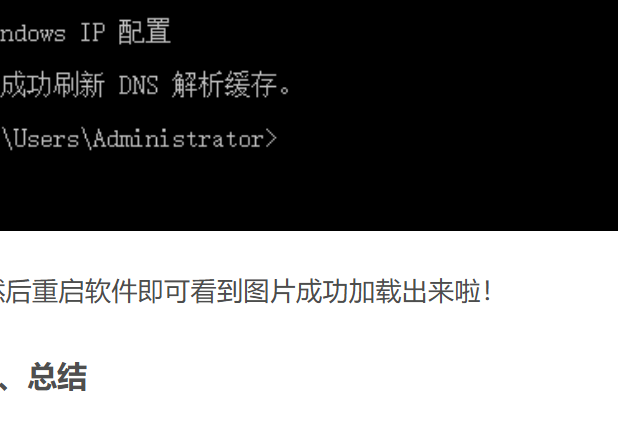 ndows IP 配置
成功刷新 DNS 解析缓存。
\Users\Administrator>
然后重启软件即可看到图片成功加载出来啦！
、总结